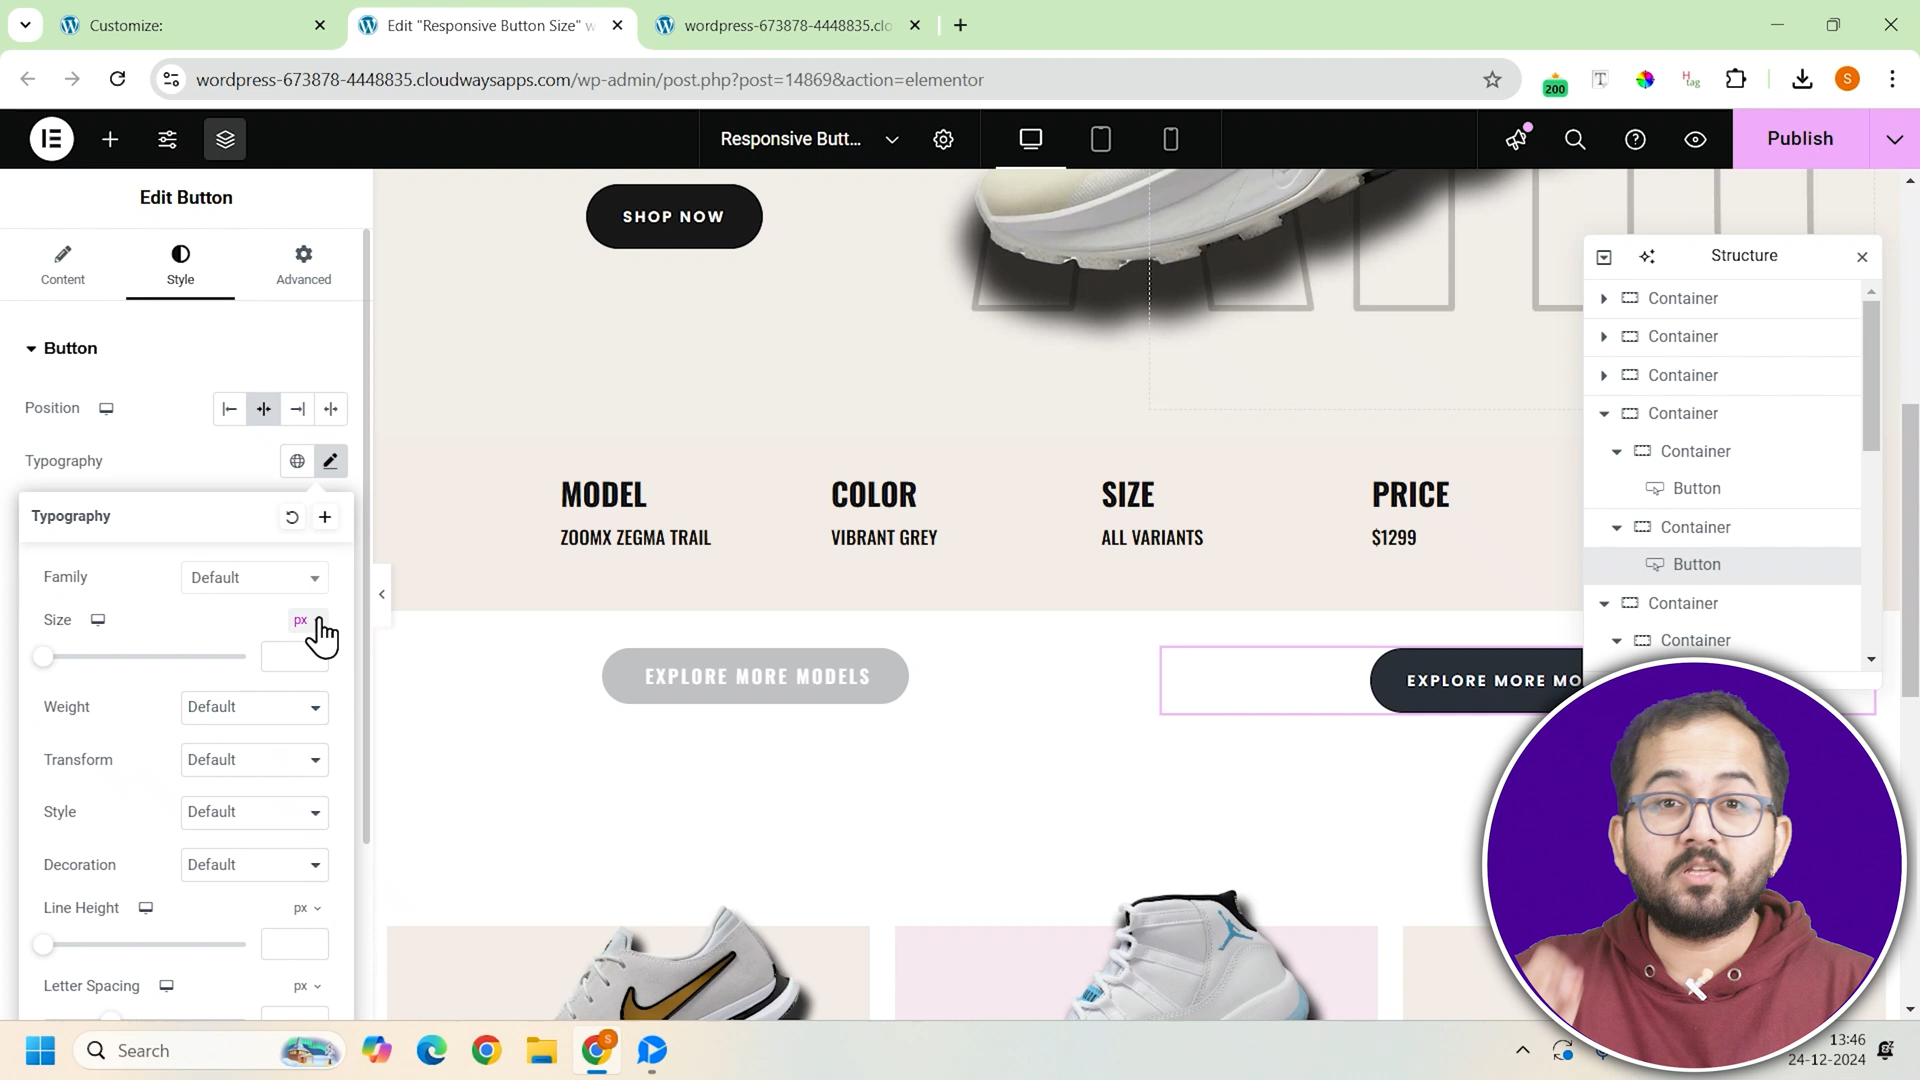 Customize:
Edit "Responsive Button Size" w
wordpress-673878-4448835.clo
wordpress-673878-4448835.cloudwaysapps.com/wp-admin/post.php?post=14869&action=elementor
200
T
H
tag
S
Responsive Butt...
Publish
Edit Button
Content
Style
Advanced
Button
Position
Typography
Typography
Family
Default
Size
px
Weight
Default
Transform
Default
Style
Default
Decoration
Default
Line Height
px
Letter Spacing
px
SHOP NOW
MODEL
ZOOMX ZEGMA TRAIL
COLOR
VIBRANT GREY
SIZE
ALL VARIANTS
PRICE
$1299
EXPLORE MORE MODELS
EXPLORE MORE MO
Structure
Container
Container
Container
Container
Container
Button
Container
Button
Container
Container
Search
S
13:46
24-12-2024